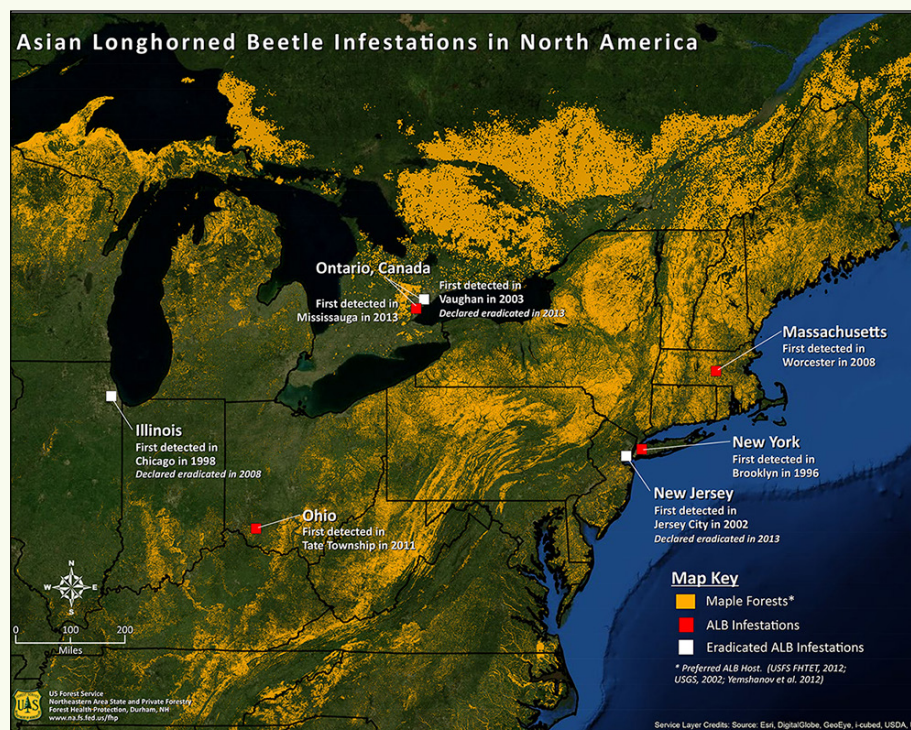 Asian Longhorned Beetle Infestations in North America
Ontario, Canada
First detected in
Vaughan in 2003
Declared eradicated in 2013
First detected in
Mississauga in 2013
Massachusetts
First detected in
Worcester in 2008
Illinois
First detected in
Chicago in 1998
Declared eradicated in 2008
New York
First detected in
Brooklyn in 1996
New Jersey
First detected in
Jersey City in 2002
Declared eradicated in 2013
Ohio
First detected in
Tate Township in 2011
N
W E
S
0 100 200
Miles
Map Key
Maple Forests*
ALB Infestations
Eradicated ALB Infestations
* Preferred ALB Host. (USFS FHTET, 2012;
USGS, 2002; Yemshanov et al. 2012)
US Forest Service
Northeastern Area State and Private Forestry
Forest Health Protection, Durham, NH
www.na.fs.fed.us/fhp
Service Layer Credits: Source: Esri, DigitalGlobe, GeoEye, i-cubed, USDA,